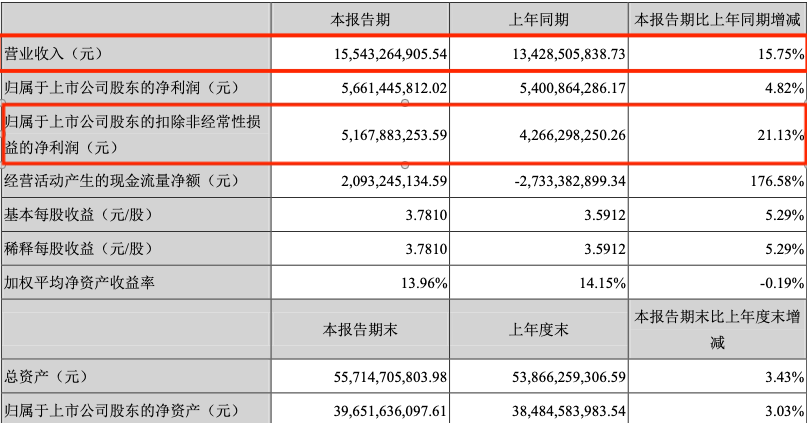 本报告期 上年同期 本报告期比上年同期增减
营业收入（元） 15,543,264,905.54 13,428,505,838.73 15.75%
归属于上市公司股东的净利润（元） 5,661,445,812.02 5,400,864,286.17 4.82%
归属于上市公司股东的扣除非经常性损
益的净利润（元） 5,167,883,253.59 4,266,298,250.26 21.13%
经营活动产生的现金流量净额（元） 2,093,245,134.59 -2,733,382,899.34 176.58%
基本每股收益（元/股） 3.7810 3.5912 5.29%
稀释每股收益（元/股） 3.7810 3.5912 5.29%
加权平均净资产收益率 13.96% 14.15% -0.19%
本报告期末 上年度末 本报告期末比上年度末增
减
总资产（元） 55,714,705,803.98 53,866,259,306.59 3.43%
归属于上市公司股东的净资产（元） 39,651,636,097.61 38,484,583,983.54 3.03%